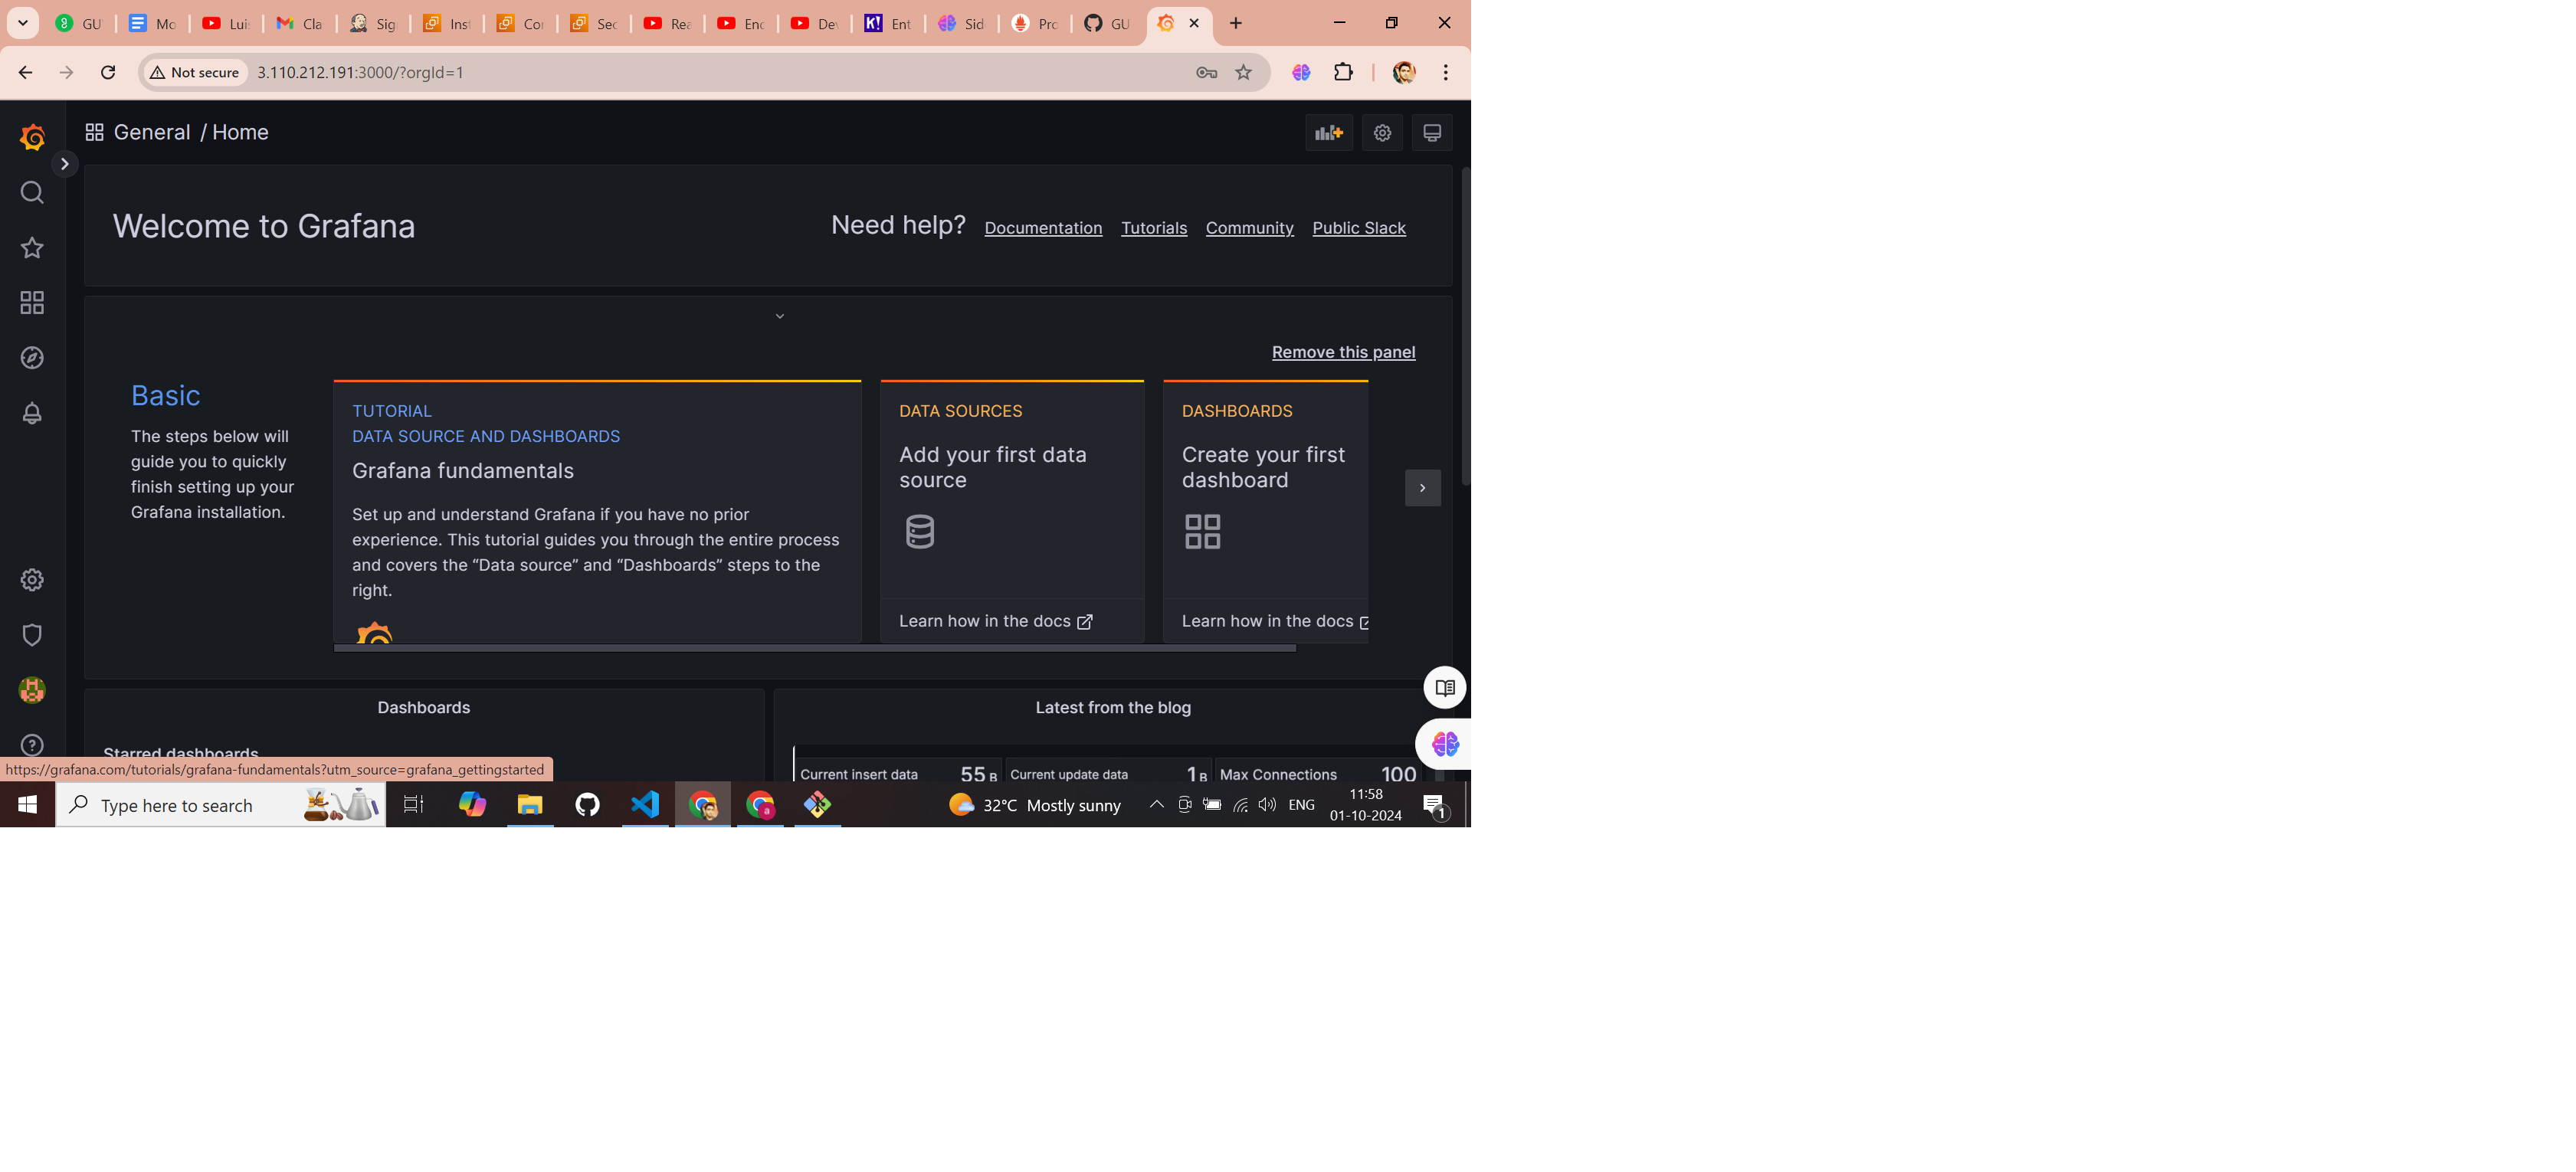 GU
Mo
Lui
Cla
Sig
Inst
Cor
Sec
Rea
Enc
Dev
K!
Ent
Sid
Pro
GU
Not secure
3.110.212.191:3000/?orgId=1
General / Home
Welcome to Grafana
Need help?
Documentation
Tutorials
Community
Public Slack
Remove this panel
Basic
The steps below will
guide you to quickly
finish setting up your
Grafana installation.
TUTORIAL
DATA SOURCE AND DASHBOARDS
Grafana fundamentals
Set up and understand Grafana if you have no prior
experience. This tutorial guides you through the entire process
and covers the “Data source” and “Dashboards” steps to the
right.
DATA SOURCES
Add your first data
source
Learn how in the docs
DASHBOARDS
Create your first
dashboard
Learn how in the docs
Dashboards
Starred dashboards
Latest from the blog
Current insert data
55 B
Current update data
1 B
Max Connections
100
https://grafana.com/tutorials/grafana-fundamentals?utm_source=grafana_gettingstarted
Type here to search
32°C Mostly sunny
ENG
11:58
01-10-2024
1